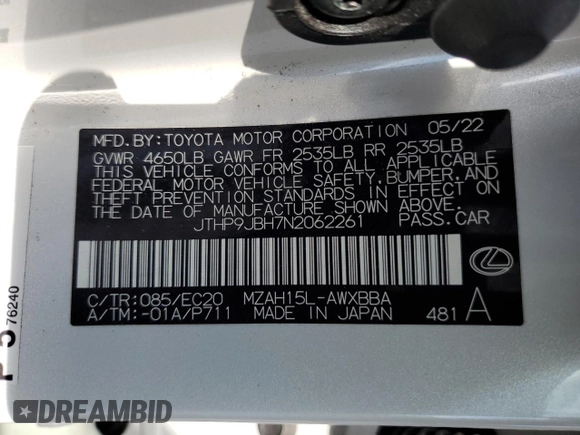 MFD. BY: TOYOTA MOTOR CORPORATION 05/22
GVWR 4650LB GAWR FR 2535LB RR 2535LB
THIS VEHICLE CONFORMS TO ALL APPLICABLE
FEDERAL MOTOR VEHICLE SAFETY, BUMPER, AND
THEFT PREVENTION STANDARDS IN EFFECT ON
THE DATE OF MANUFACTURE SHOWN ABOVE.
JTHP9JBH7N2062261 PASS. CAR
C/TR: 085/EC20 MZAH15L-AWXBBA
A/TM: -01A/P711 MADE IN JAPAN 481 A
76240
DREAMBID